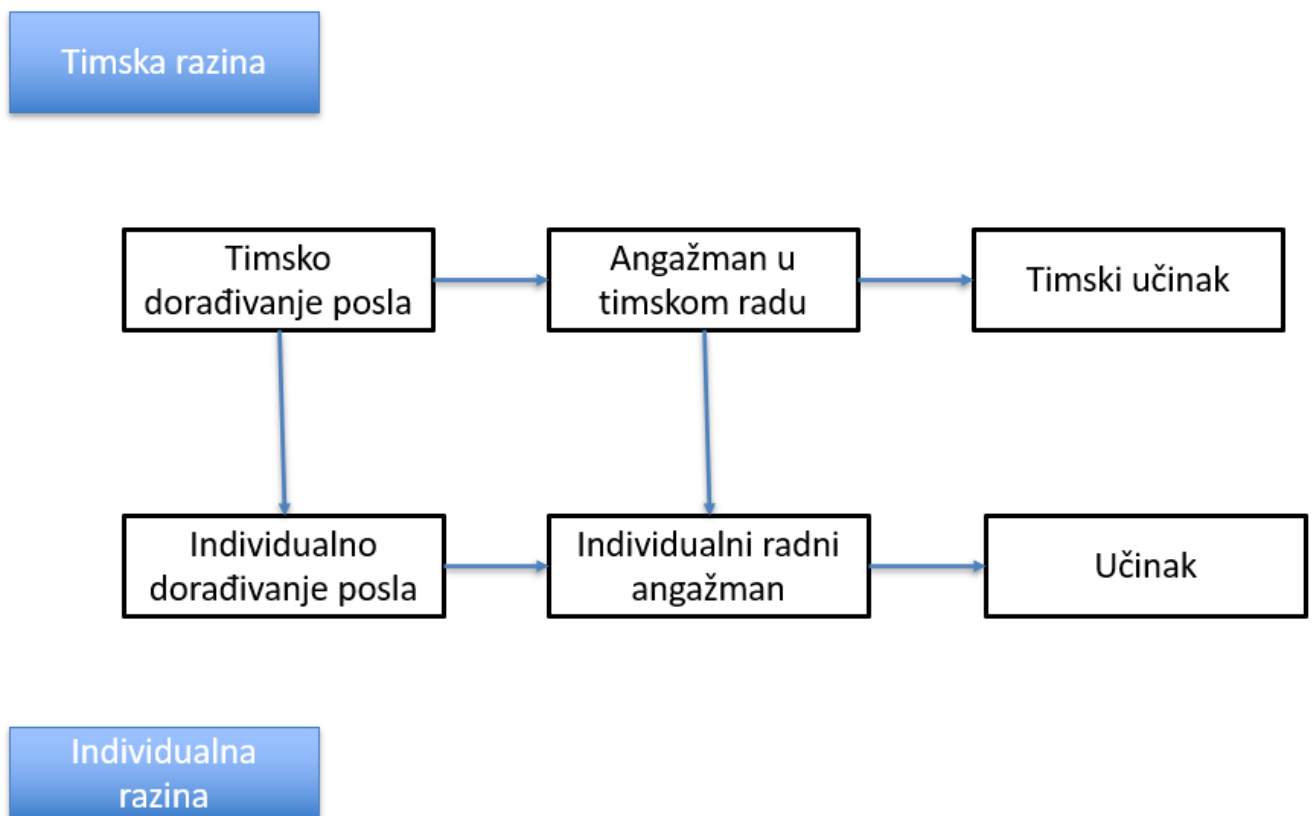 Timska razina
Timsko
dorađivanje posla
Angažman u
timskom radu
Timski učinak
Individualno
dorađivanje posla
Individualni radni
angažman
Učinak
Individualna
razina